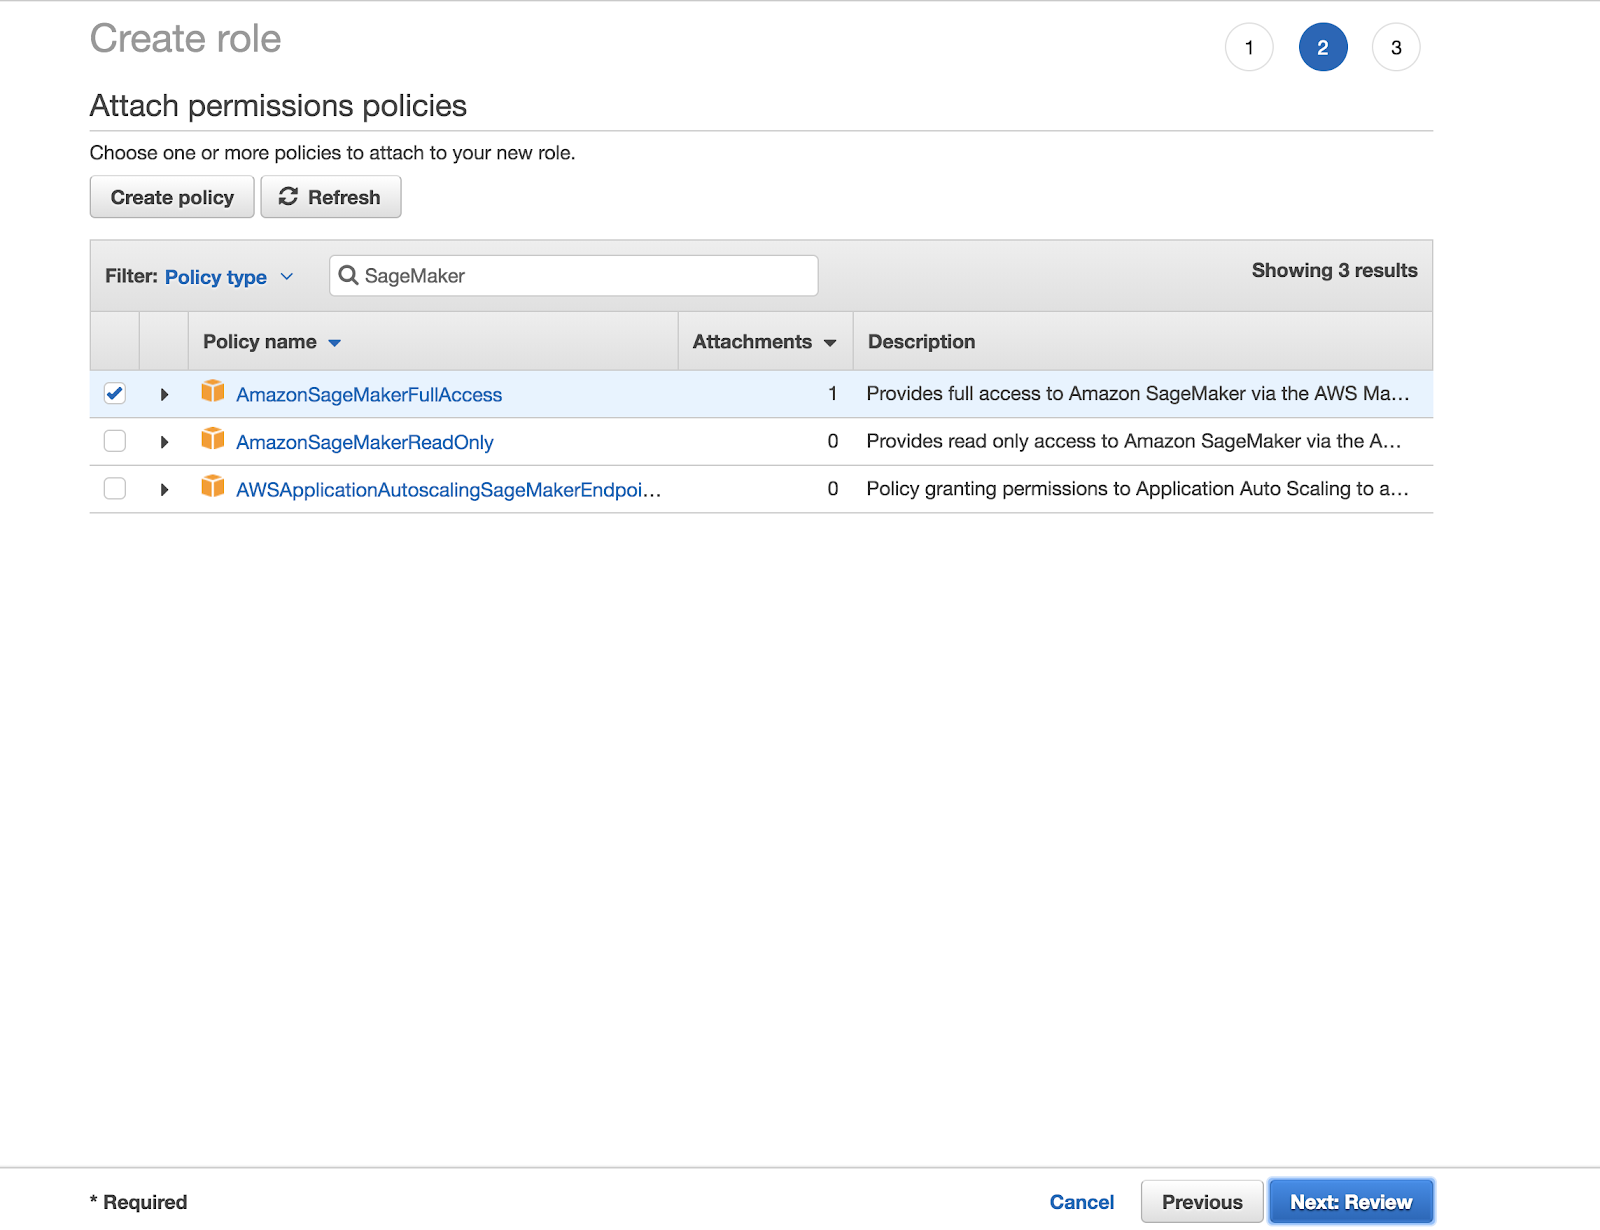 Create role
1 2 3
Attach permissions policies
Choose one or more policies to attach to your new role.
Create policy Refresh
Filter: Policy type SageMaker Showing 3 results
Policy name Attachments Description
AmazonSageMakerFullAccess 1 Provides full access to Amazon SageMaker via the AWS Ma...
AmazonSageMakerReadOnly 0 Provides read only access to Amazon SageMaker via the A...
AWSApplicationAutoscalingSageMakerEndpoi... 0 Policy granting permissions to Application Auto Scaling to a...
* Required Cancel Previous Next: Review